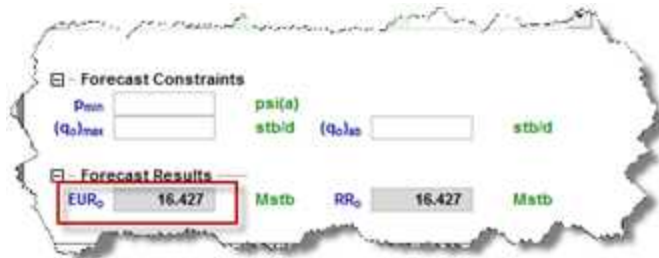 Forecast Constraints
pmin psi(a)
(qo)max stb/d (qo)ab stb/d
Forecast Results
EURo 16.427 Mstb RRo 16.427 Mstb